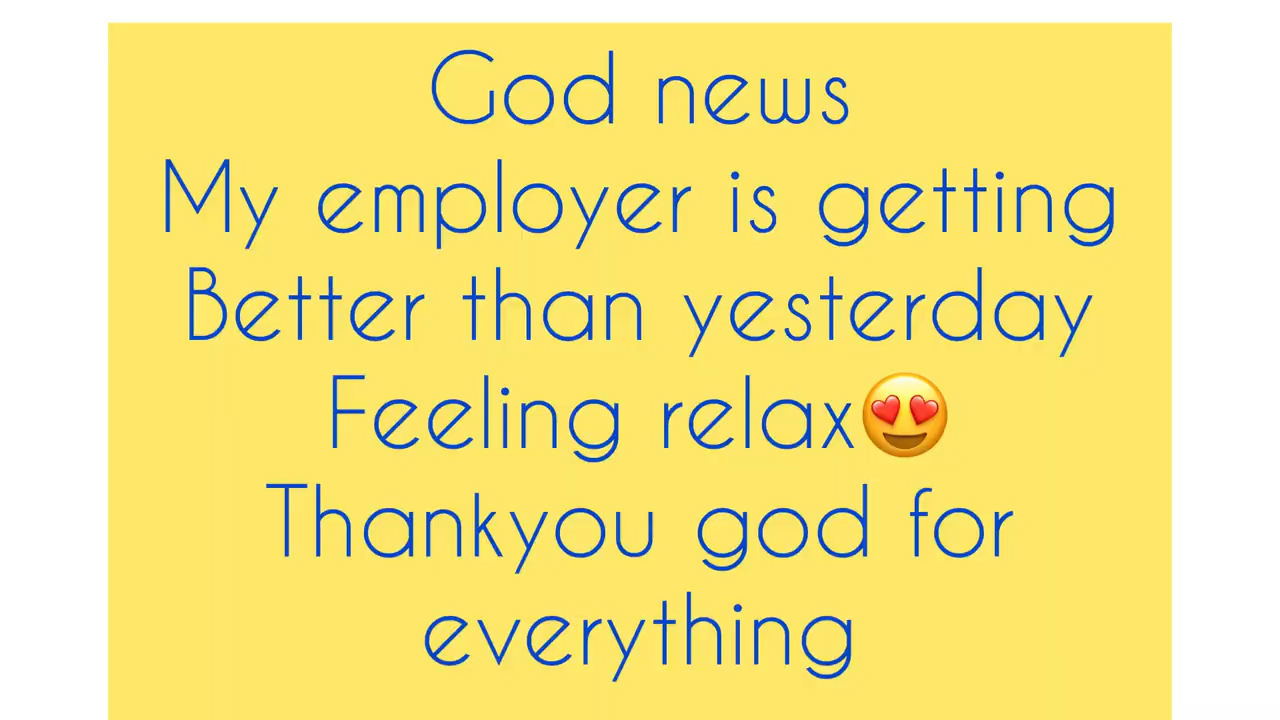 God news
My employer is getting
Better than yesterday
Feeling relax😍
Thankyou god for
everything